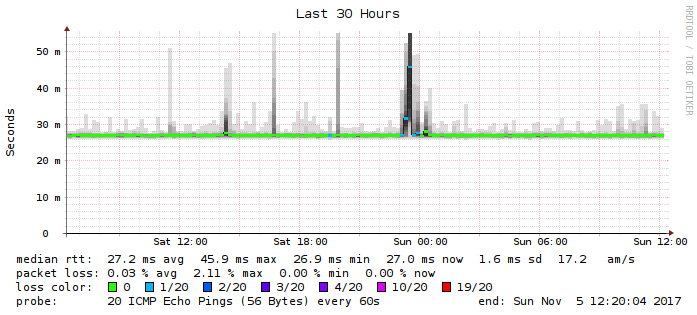 Last 30 Hours
RRDTOOL / TOBI OETIKER
Seconds
50 m
40 m
30 m
20 m
10 m
0
Sat 12:00 Sat 18:00 Sun 00:00 Sun 06:00 Sun 12:00
median rtt: 27.2 ms avg 45.9 ms max 26.9 ms min 27.0 ms now 1.6 ms sd 17.2 am/s
packet loss: 0.03 % avg 2.11 % max 0.00 % min 0.00 % now
loss color: 0 1/20 2/20 3/20 4/20 10/20 19/20
probe: 20 ICMP Echo Pings (56 Bytes) every 60s end: Sun Nov 5 12:20:04 2017